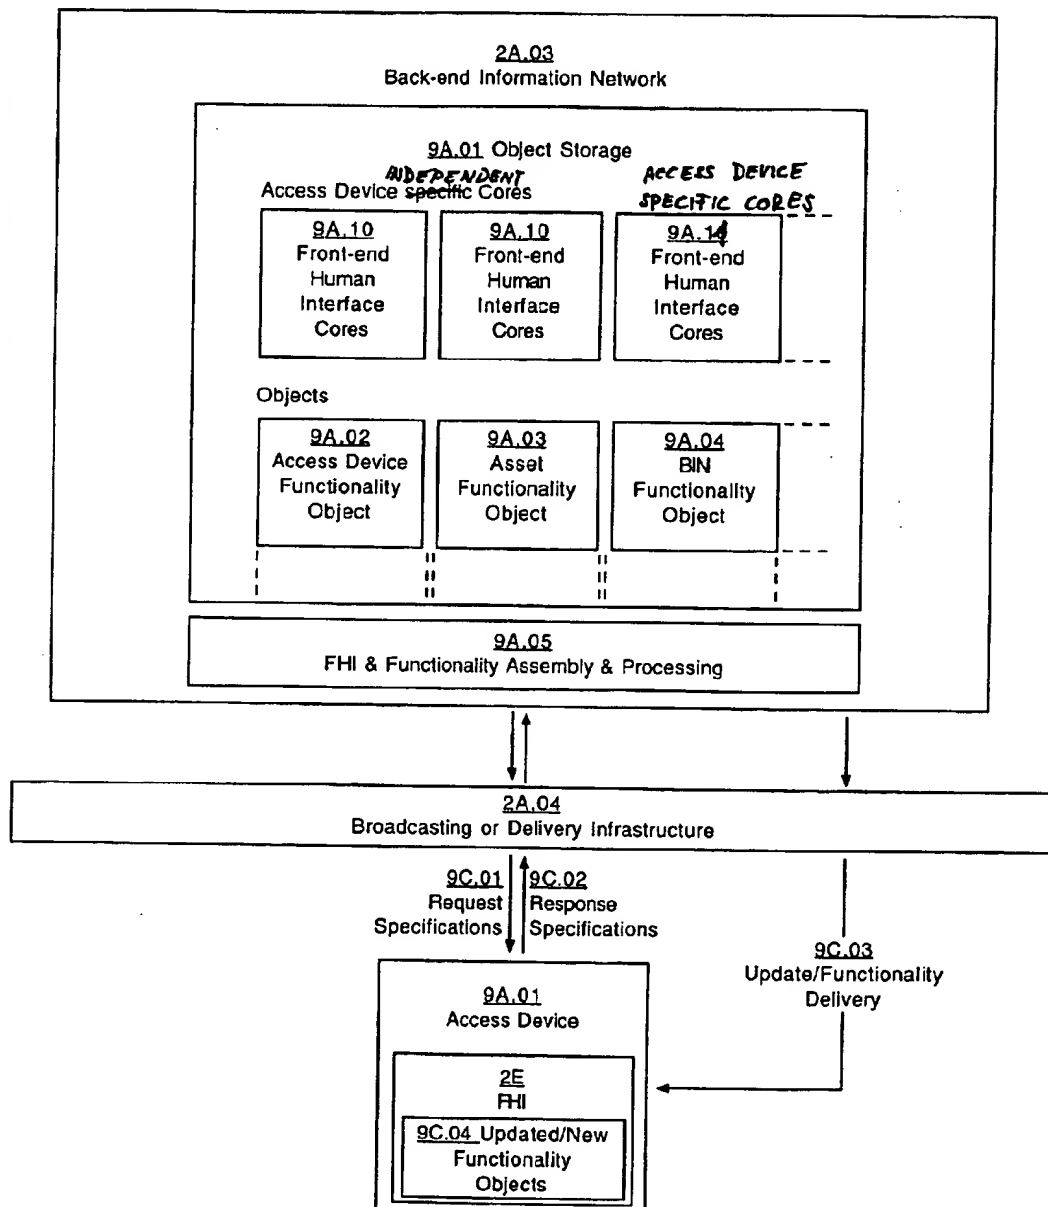 2A.03
Back-end Information Network
9A.01 Object Storage
INDEPENDENT
Access Device specific Cores
ACCESS DEVICE
SPECIFIC CORES
9A.10
Front-end
Human
Interface
Cores
9A.10
Front-end
Human
Interface
Cores
9A.11
Front-end
Human
Interface
Cores
Objects
9A.02
Access Device
Functionality
Object
9A.03
Asset
Functionality
Object
9A.04
BIN
Functionality
Object
9A.05
FHI & Functionality Assembly & Processing
2A.04
Broadcasting or Delivery Infrastructure
9C.01
Request
Specifications
9C.02
Response
Specifications
9C.03
Update/Functionality
Delivery
9A.01
Access Device
2E
FHI
9C.04 Updated/New
Functionality
Objects